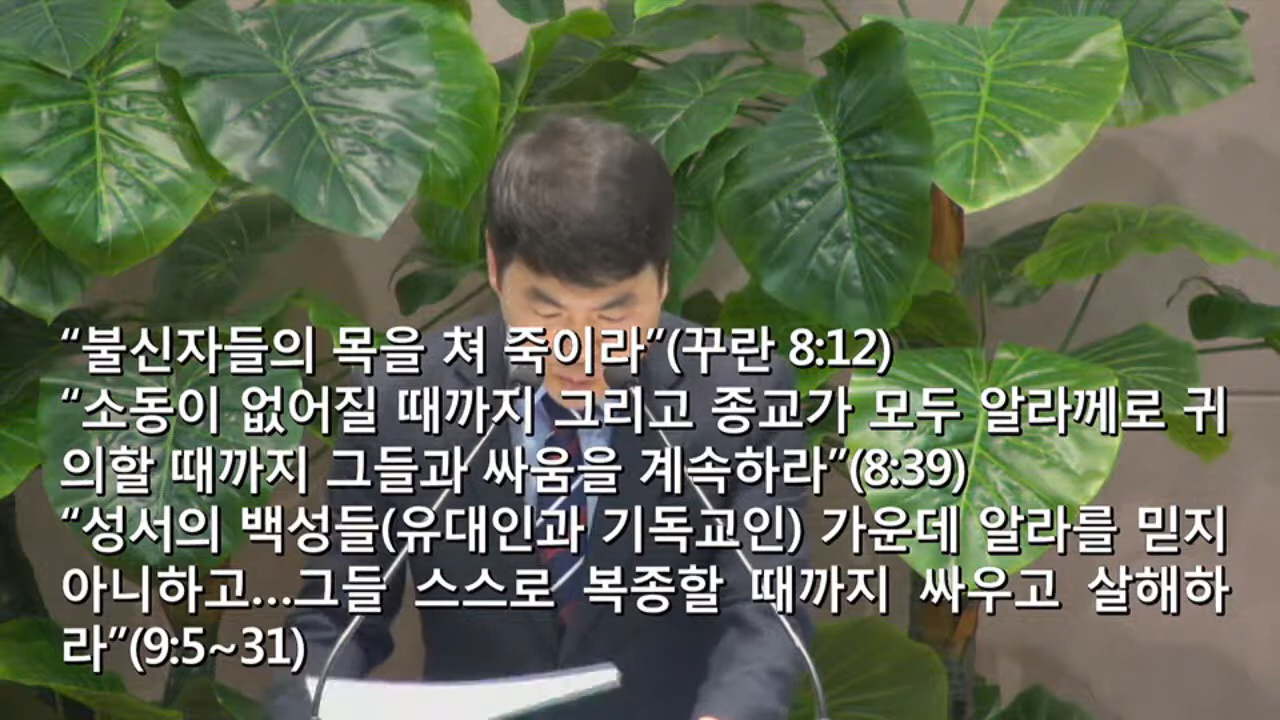 “불신자들의 목을 쳐 죽이라”(꾸란 8:12)
“소동이 없어질 때까지 그리고 종교가 모두 알라께로 귀
의할 때까지 그들과 싸움을 계속하라”(8:39)
“성서의 백성들(유대인과 기독교인) 가운데 알라를 믿지
아니하고...그들 스스로 복종할 때까지 싸우고 살해하
라”(9:5~31)